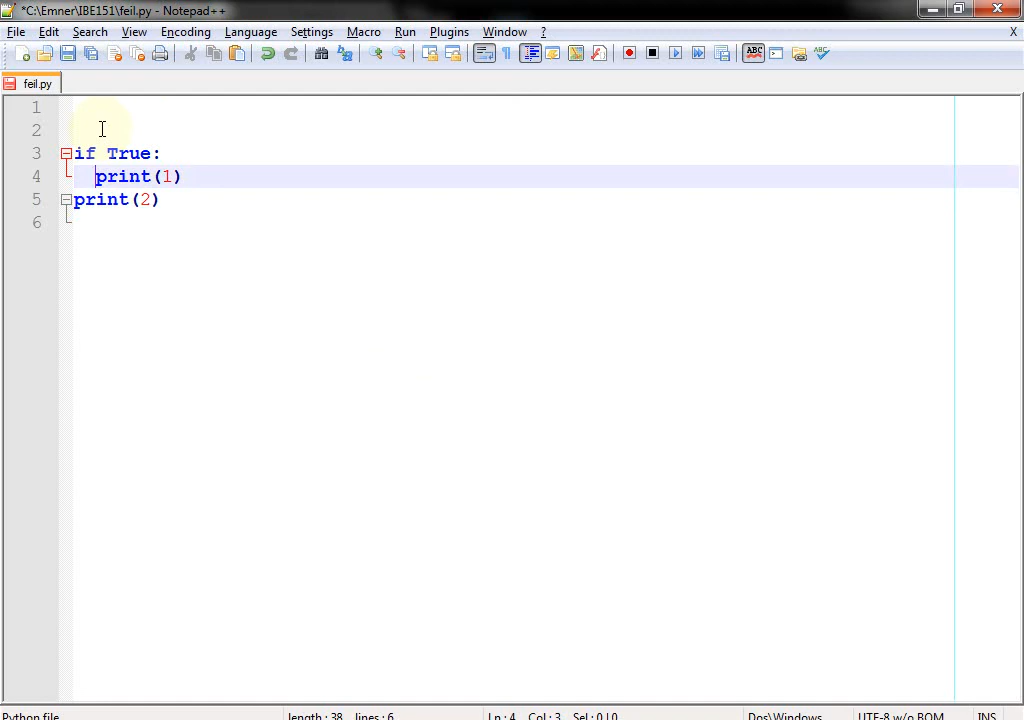 *C:\Emner\IBE151\feil.py - Notepad++
File Edit Search View Encoding Language Settings Macro Run Plugins Window ? X
ABC ABC
feil.py
1
2
3 if True:
4 print(1)
5 print(2)
6
Python file length : 38 lines : 6 Ln : 4 Col : 3 Sel : 0 | 0 Dos\Windows UTF-8 w/o BOM INS